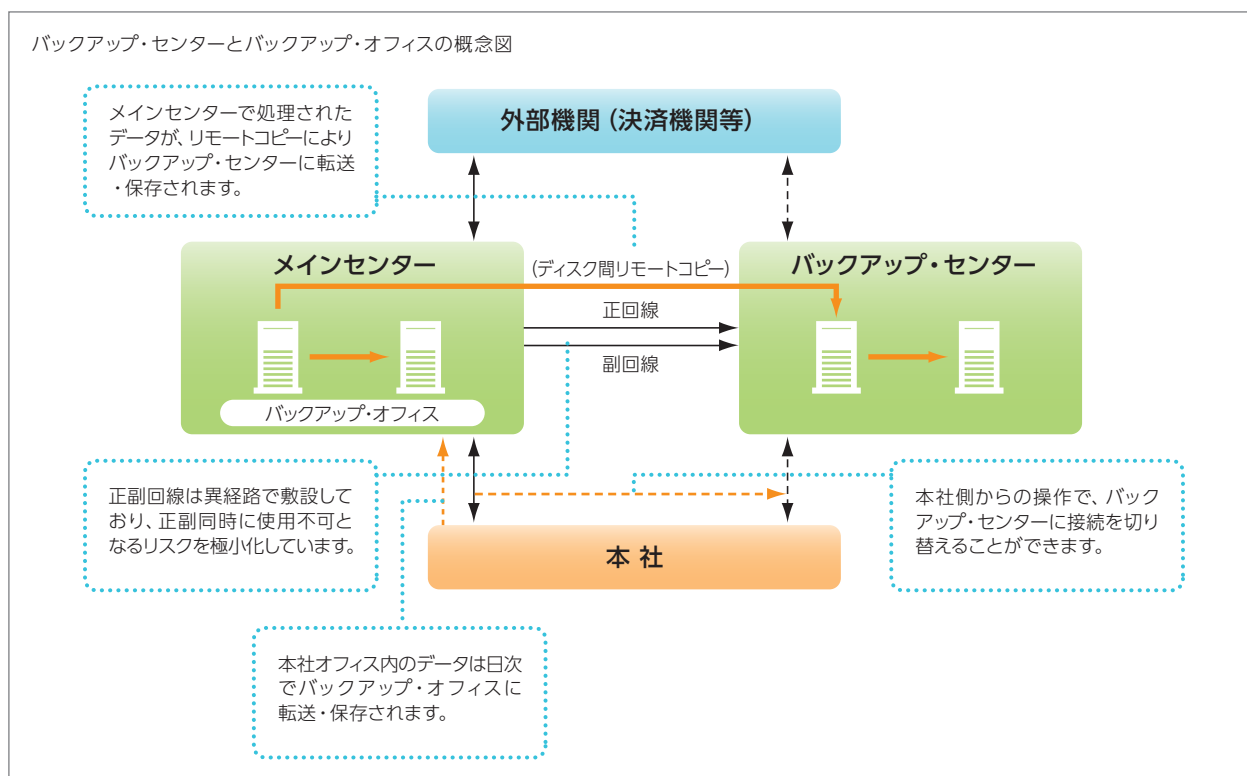 バックアップ・センターとバックアップ・オフィスの概念図
メインセンターで処理された
データが、リモートコピーにより
バックアップ・センターに転送
・保存されます。
外部機関（決済機関等）
メインセンター
(ディスク間リモートコピー)
バックアップ・センター
正回線
副回線
バックアップ・オフィス
正副回線は異経路で敷設して
おり、正副同時に使用不可と
なるリスクを極小化しています。
本社側からの操作で、バック
アップ・センターに接続を切り
替えることができます。
本 社
本社オフィス内のデータは日次
でバックアップ・オフィスに
転送・保存されます。